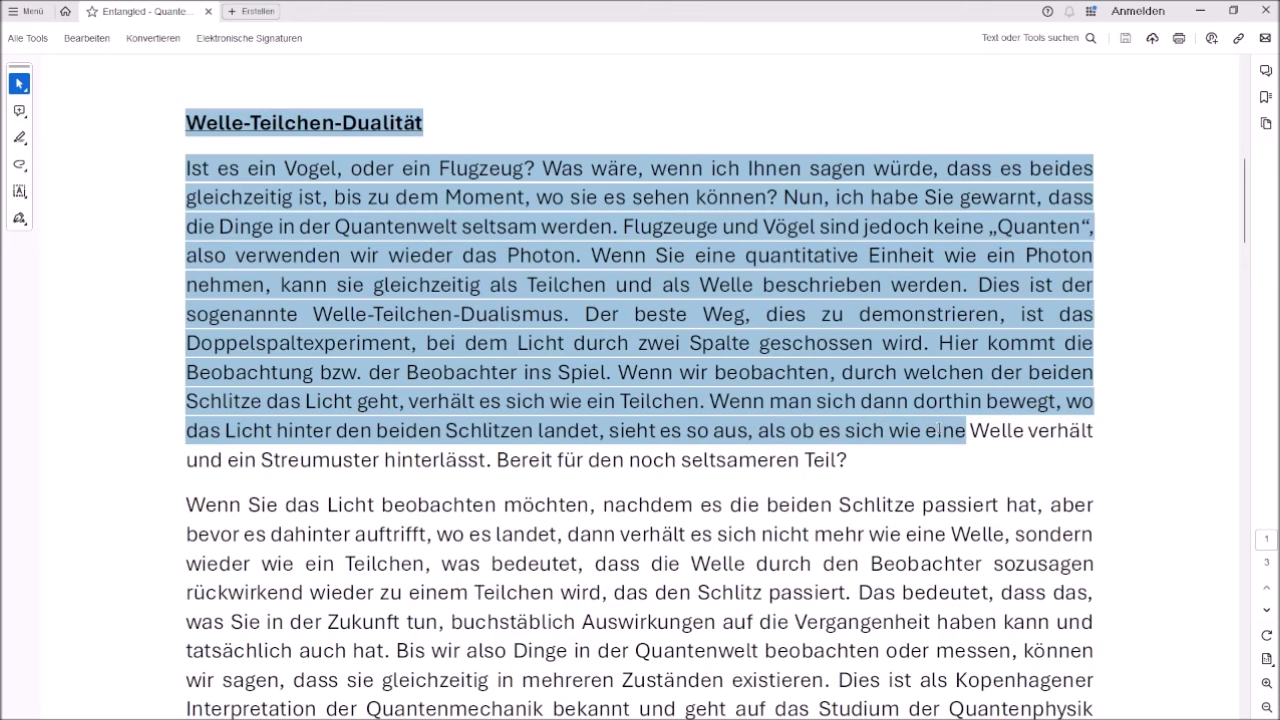 Menü
Entangled - Quante...
Erstellen
Anmelden
Alle Tools
Bearbeiten
Konvertieren
Elektronische Signaturen
Text oder Tools suchen
Welle-Teilchen-Dualität
Ist es ein Vogel, oder ein Flugzeug? Was wäre, wenn ich Ihnen sagen würde, dass es beides
gleichzeitig ist, bis zu dem Moment, wo sie es sehen können? Nun, ich habe Sie gewarnt, dass
die Dinge in der Quantenwelt seltsam werden. Flugzeuge und Vögel sind jedoch keine „Quanten“,
also verwenden wir wieder das Photon. Wenn Sie eine quantitative Einheit wie ein Photon
nehmen, kann sie gleichzeitig als Teilchen und als Welle beschrieben werden. Dies ist der
sogenannte Welle-Teilchen-Dualismus. Der beste Weg, dies zu demonstrieren, ist das
Doppelspaltexperiment, bei dem Licht durch zwei Spalte geschossen wird. Hier kommt die
Beobachtung bzw. der Beobachter ins Spiel. Wenn wir beobachten, durch welchen der beiden
Schlitze das Licht geht, verhält es sich wie ein Teilchen. Wenn man sich dann dorthin bewegt, wo
das Licht hinter den beiden Schlitzen landet, sieht es so aus, als ob es sich wie eine Welle verhält
und ein Streumuster hinterlässt. Bereit für den noch seltsameren Teil?
Wenn Sie das Licht beobachten möchten, nachdem es die beiden Schlitze passiert hat, aber
bevor es dahinter auftrifft, wo es landet, dann verhält es sich nicht mehr wie eine Welle, sondern
wieder wie ein Teilchen, was bedeutet, dass die Welle durch den Beobachter sozusagen
rückwirkend wieder zu einem Teilchen wird, das den Schlitz passiert. Das bedeutet, dass das,
was Sie in der Zukunft tun, buchstäblich Auswirkungen auf die Vergangenheit haben kann und
tatsächlich auch hat. Bis wir also Dinge in der Quantenwelt beobachten oder messen, können
wir sagen, dass sie gleichzeitig in mehreren Zuständen existieren. Dies ist als Kopenhagener
Interpretation der Quantenmechanik bekannt und geht auf das Studium der Quantenphysik
1
3